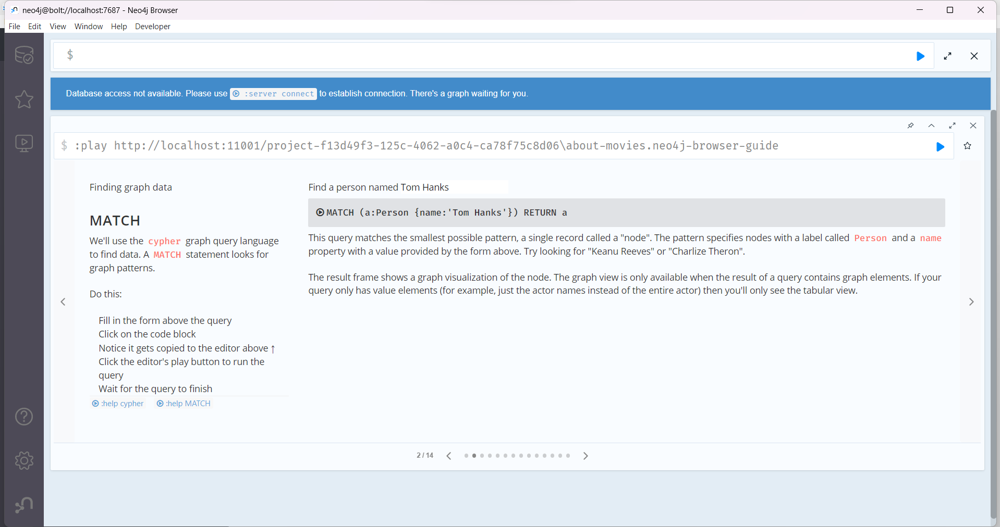 neo4j@bolt://localhost:7687 - Neo4j Browser
File Edit View Window Help Developer
$
Database access not available. Please use :server connect to establish connection. There's a graph waiting for you.
$ :play http://localhost:11001/project-f13d49f3-125c-4062-a0c4-ca78f75c8d06\about-movies.neo4j-browser-guide
Finding graph data
MATCH
We'll use the cypher graph query language
to find data. A MATCH statement looks for
graph patterns.
Do this:
Fill in the form above the query
Click on the code block
Notice it gets copied to the editor above ↑
Click the editor's play button to run the
query
Wait for the query to finish
:help cypher :help MATCH
Find a person named Tom Hanks
MATCH (a:Person {name:'Tom Hanks'}) RETURN a
This query matches the smallest possible pattern, a single record called a "node". The pattern specifies nodes with a label called Person and a name
property with a value provided by the form above. Try looking for "Keanu Reeves" or "Charlize Theron".
The result frame shows a graph visualization of the node. The graph view is only available when the result of a query contains graph elements. If your
query only has value elements (for example, just the actor names instead of the entire actor) then you'll only see the tabular view.
2 / 14